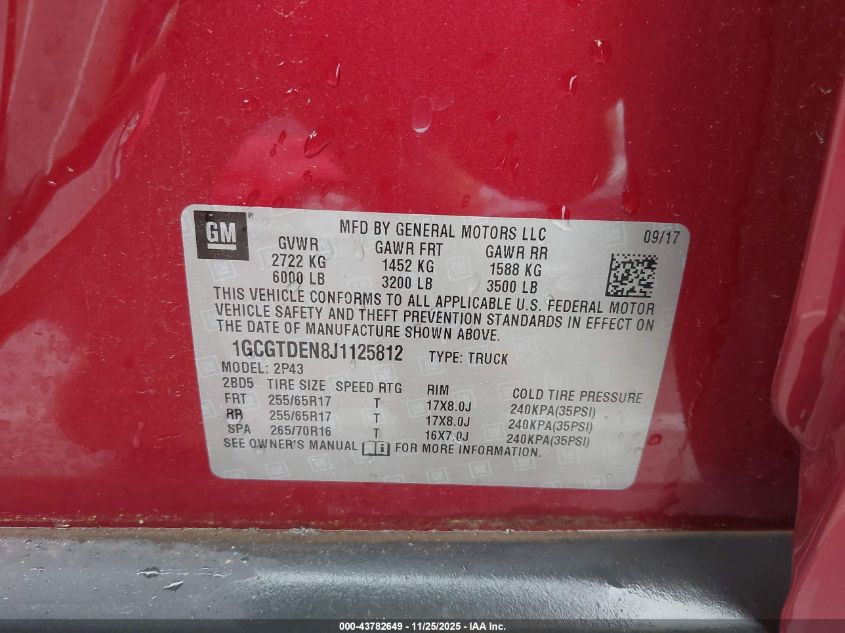 GM ®
MFD BY GENERAL MOTORS LLC 09/17
GVWR GAWR FRT GAWR RR
2722 KG 1452 KG 1588 KG
6000 LB 3200 LB 3500 LB
THIS VEHICLE CONFORMS TO ALL APPLICABLE U.S. FEDERAL MOTOR
VEHICLE SAFETY AND THEFT PREVENTION STANDARDS IN EFFECT ON
THE DATE OF MANUFACTURE SHOWN ABOVE.
1GCGTDEN8J1125812 TYPE: TRUCK
MODEL: 2P43
2BD5 TIRE SIZE SPEED RTG RIM COLD TIRE PRESSURE
FRT 255/65R17 T 17X8.0J 240KPA(35PSI)
RR 255/65R17 T 17X8.0J 240KPA(35PSI)
SPA 265/70R16 T 16X7.0J 240KPA(35PSI)
SEE OWNER'S MANUAL FOR MORE INFORMATION.
000-43782649 - 11/25/2025 - IAA Inc.